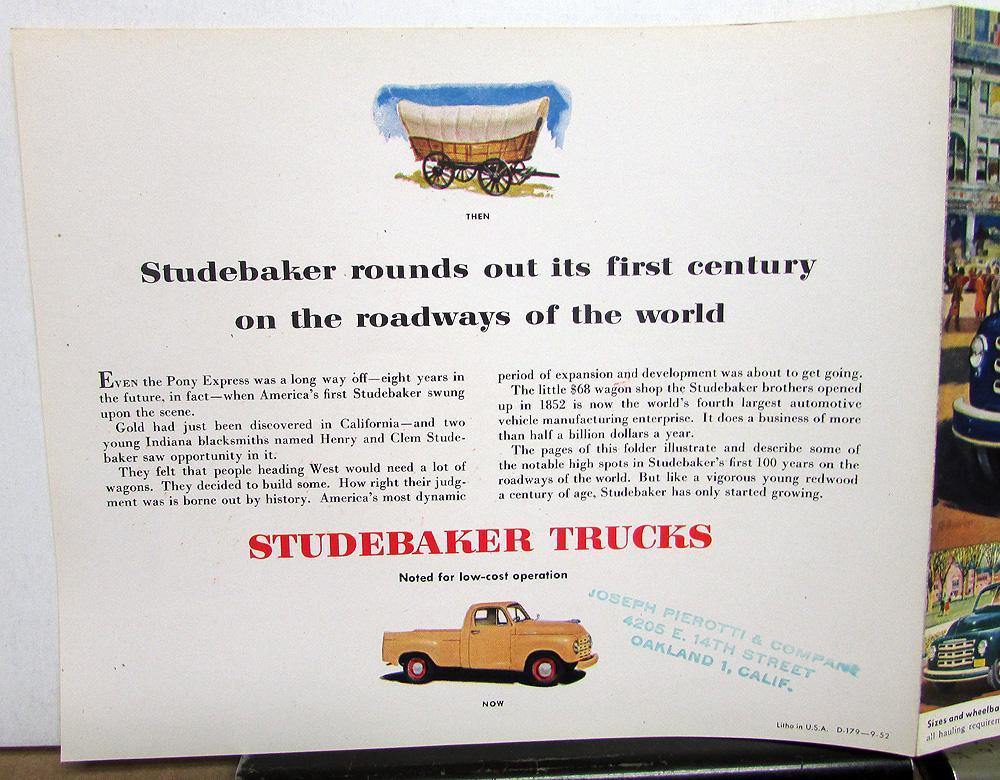 THEN
Studebaker rounds out its first century
on the roadways of the world
EVEN the Pony Express was a long way off—eight years in
the future, in fact—when America's first Studebaker swung
upon the scene.
Gold had just been discovered in California—and two
young Indiana blacksmiths named Henry and Clem Stude-
baker saw opportunity in it.
They felt that people heading West would need a lot of
wagons. They decided to build some. How right their judg-
ment was is borne out by history. America's most dynamic
period of expansion and development was about to get going.
The little $68 wagon shop the Studebaker brothers opened
up in 1852 is now the world's fourth largest automotive
vehicle manufacturing enterprise. It does a business of more
than half a billion dollars a year.
The pages of this folder illustrate and describe some of
the notable high spots in Studebaker's first 100 years on the
roadways of the world. But like a vigorous young redwood
a century of age, Studebaker has only started growing.
STUDEBAKER TRUCKS
Noted for low-cost operation
JOSEPH PIEROTTI & COMPANY
4205 E. 14TH STREET
OAKLAND 1, CALIF.
NOW
Litho in U.S.A. D-179—9-52
Sizes and wheelba
all hauling requirem